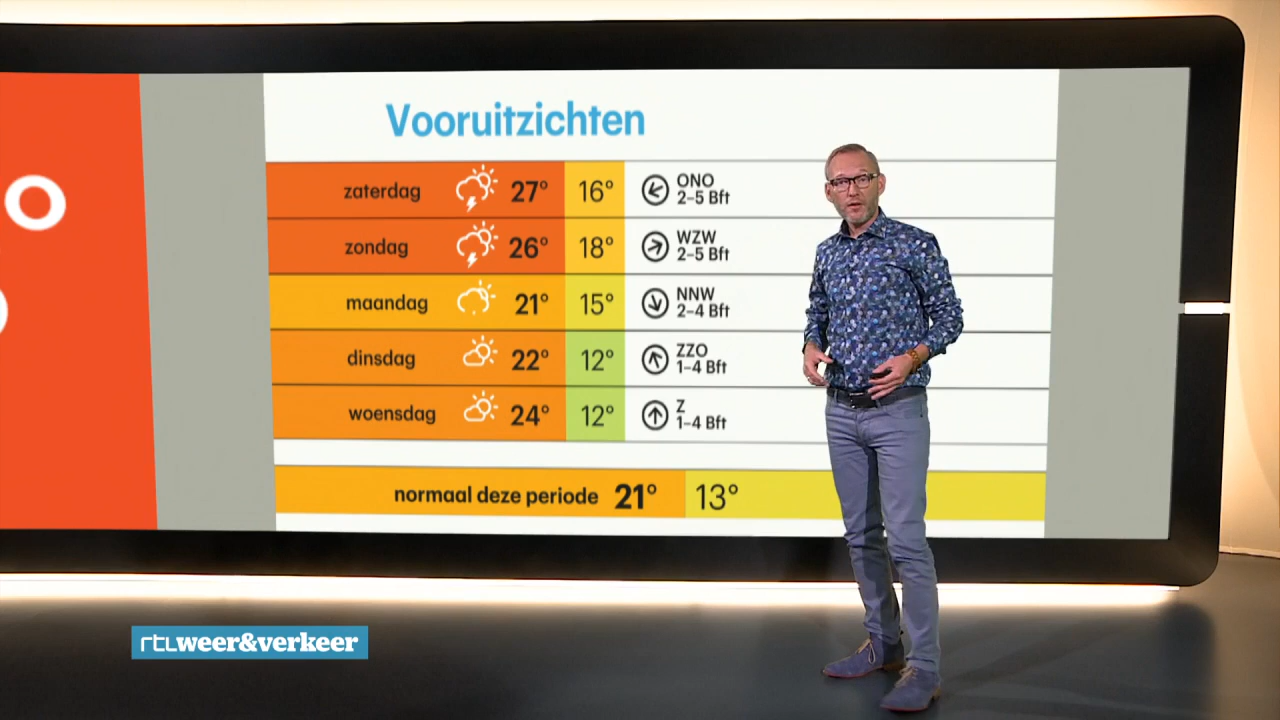 Vooruitzichten
zaterdag 27° 16° ONO 2-5 Bft
zondag 26° 18° WZW 2-5 Bft
maandag 21° 15° NNW 2-4 Bft
dinsdag 22° 12° ZZO 1-4 Bft
woensdag 24° 12° Z 1-4 Bft
normaal deze periode 21° 13°
rtl weer&verkeer